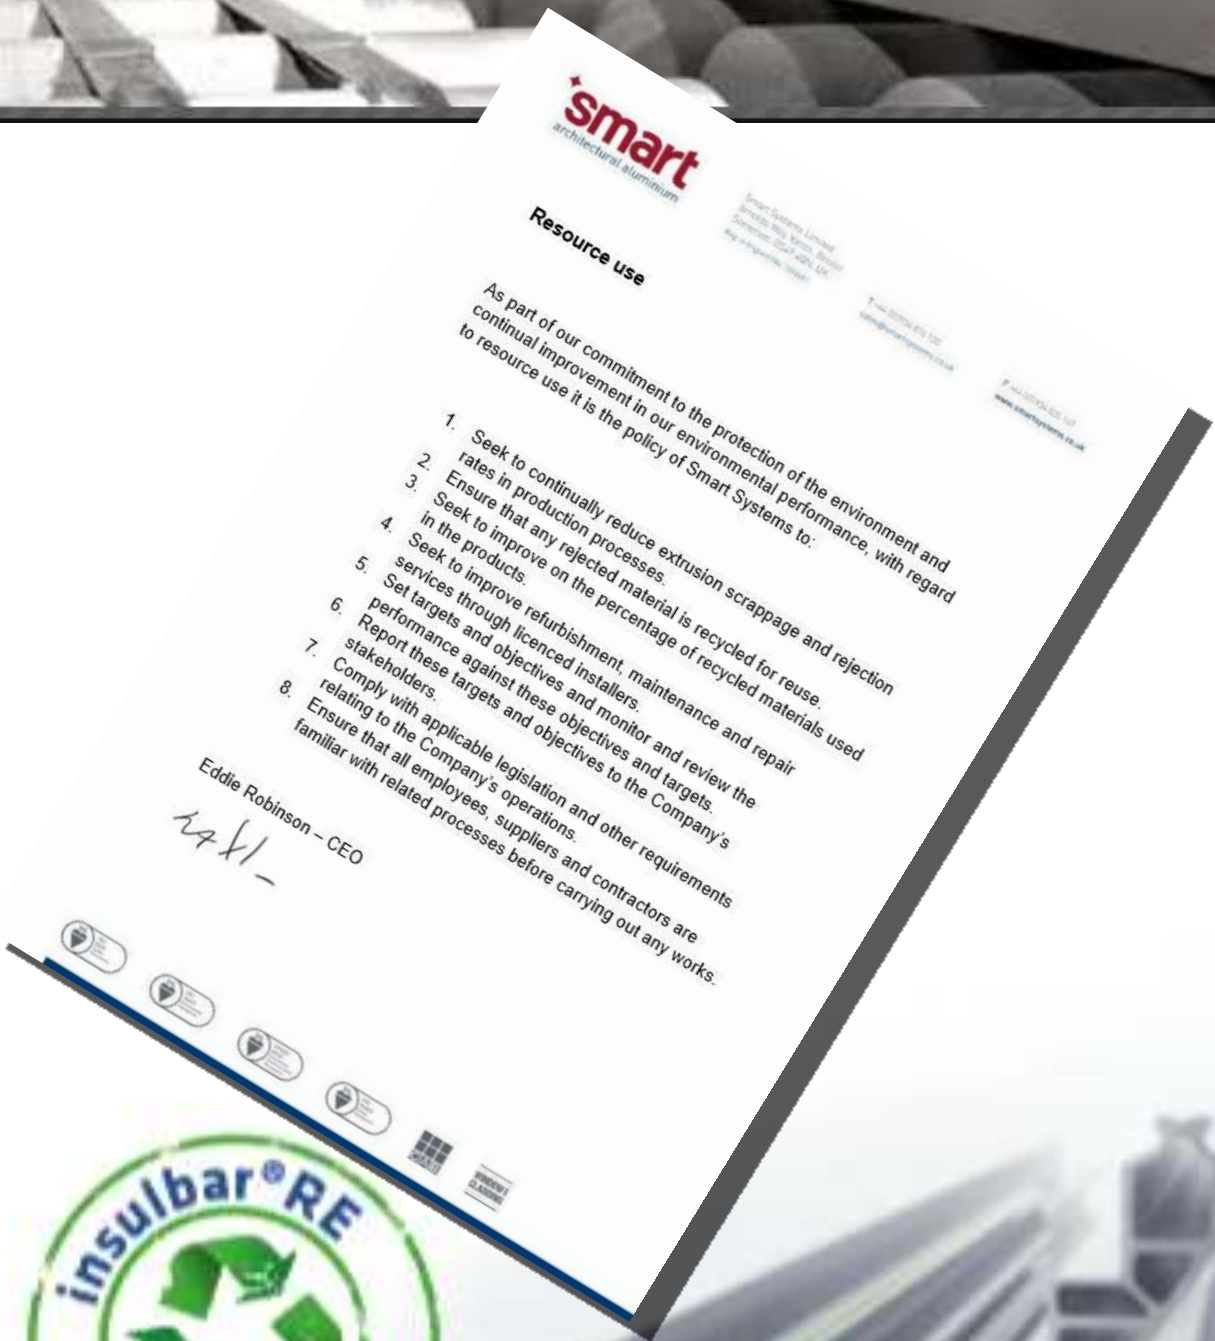 smart
architectural aluminium
Smart Systems Limited
Resource use
As part of our commitment to the protection of the environment and
continual improvement in our environmental performance, with regard
to resource use it is the policy of Smart Systems to:
1. Seek to continually reduce extrusion scrappage and rejection
rates in production processes.
2. Ensure that any rejected material is recycled for reuse.
3. Seek to improve on the percentage of recycled materials used
in the products.
4. Seek to improve refurbishment, maintenance and repair
services through licenced installers.
5. Set targets and objectives and monitor and review the
performance against these objectives and targets.
6. Report these targets and objectives to the Company's
stakeholders.
7. Comply with applicable legislation and other requirements
relating to the Company's operations.
8. Ensure that all employees, suppliers and contractors are
familiar with related processes before carrying out any works.
Eddie Robinson – CEO
www.smartsystems.co.uk
insulbar®RE